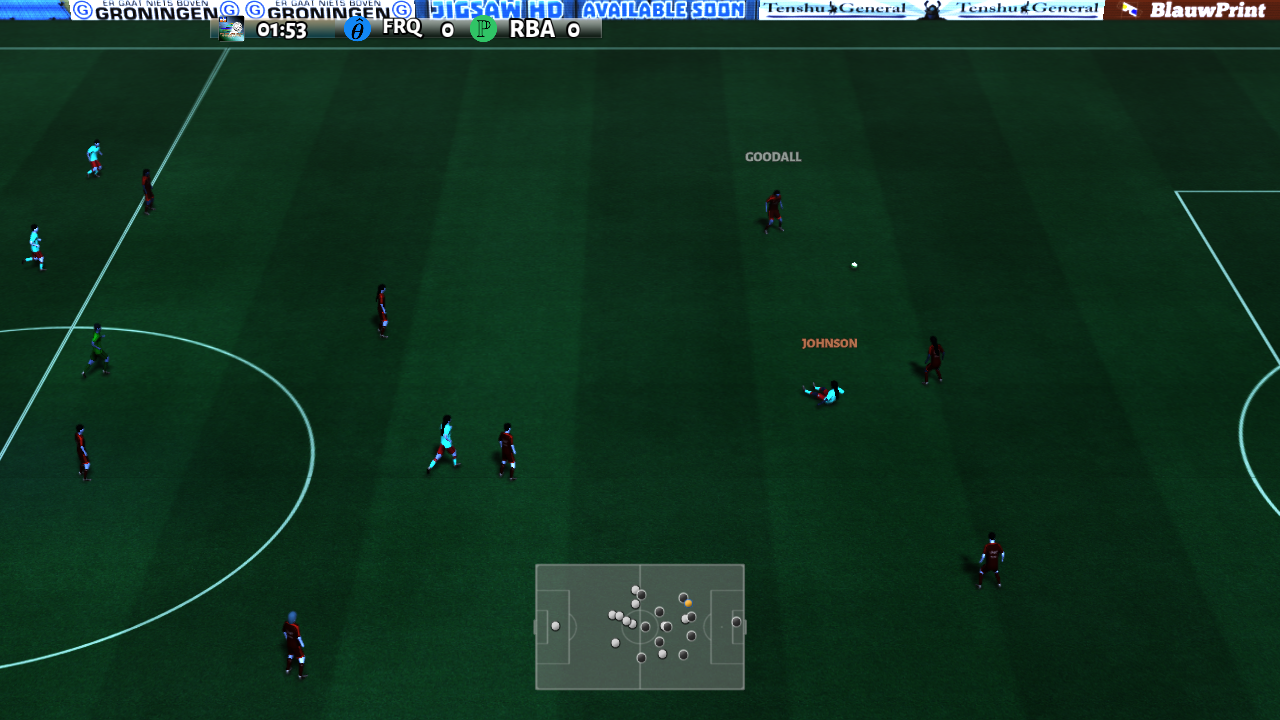 ER GAAT NIETS BOVEN ER GAAT NIETS BOVEN
G GRONINGEN G G GRONINGEN G JIGSAW HD AVAILABLE SOON Tenshu General Tenshu General BlauwPrint
01:53 FRQ 0 P RBA 0
GOODALL
JOHNSON